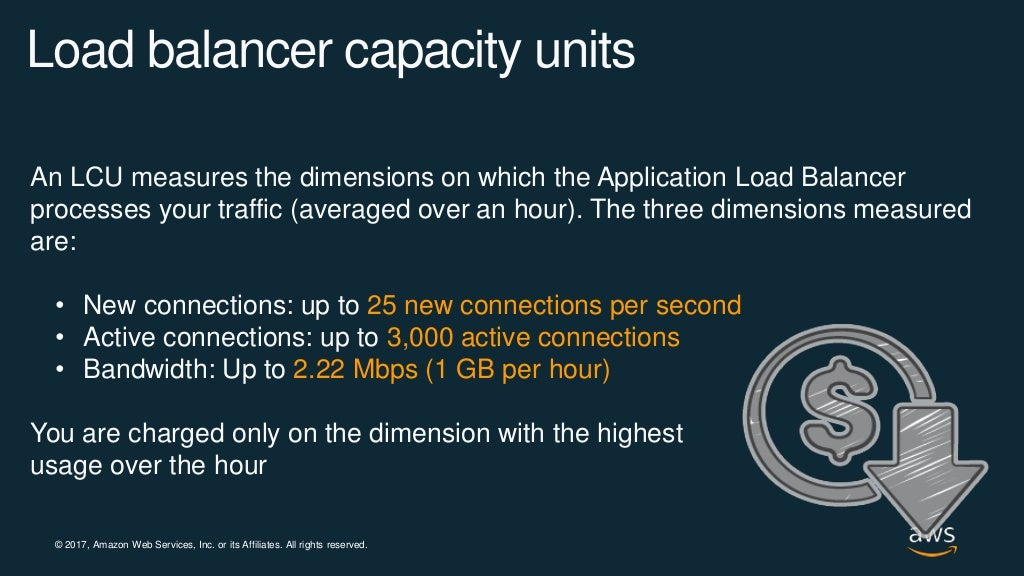 Load balancer capacity units
An LCU measures the dimensions on which the Application Load Balancer
processes your traffic (averaged over an hour). The three dimensions measured
are:
• New connections: up to 25 new connections per second
• Active connections: up to 3,000 active connections
• Bandwidth: Up to 2.22 Mbps (1 GB per hour)
$
You are charged only on the dimension with the highest
usage over the hour
© 2017, Amazon Web Services, Inc. or its Affiliates. All rights reserved.
aws